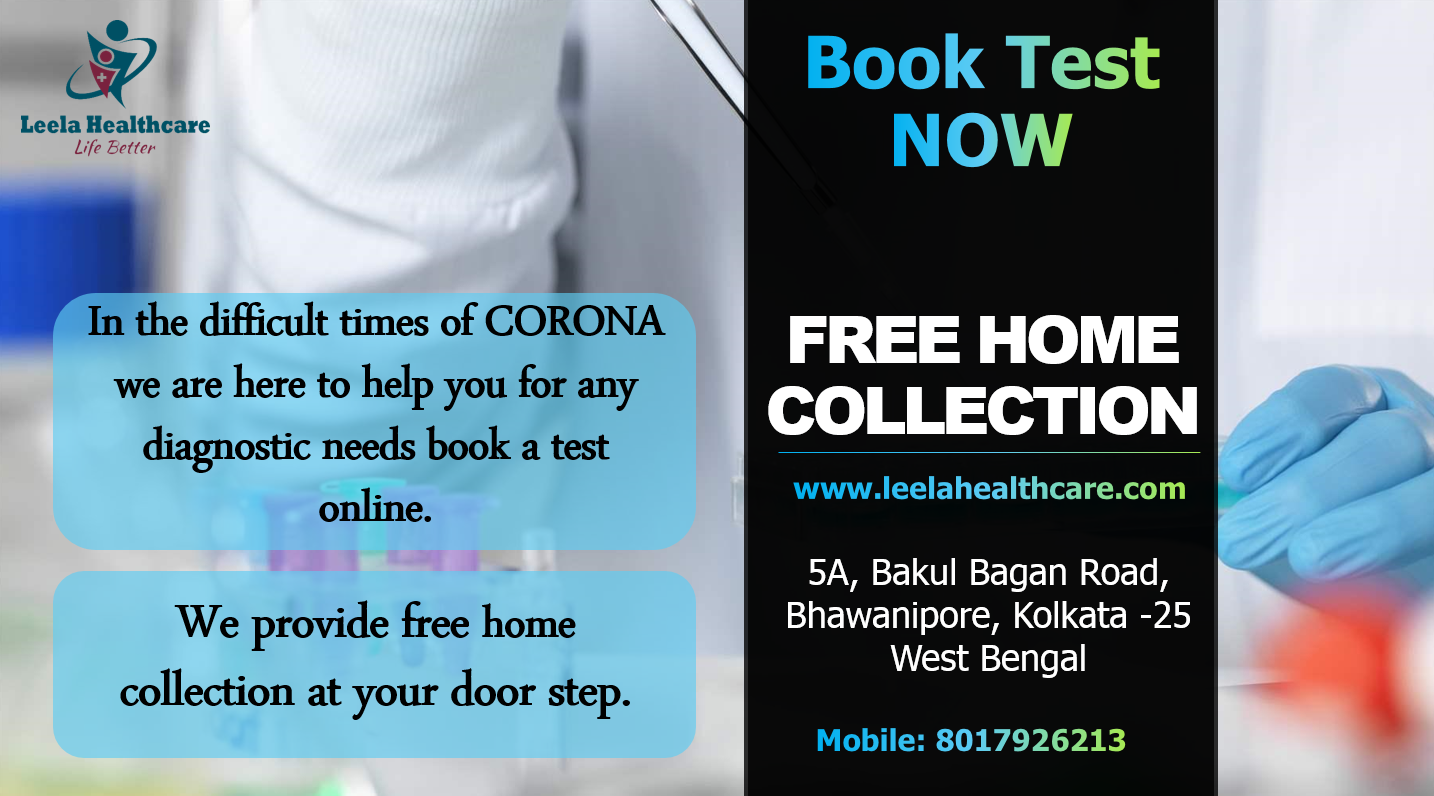 Leela Healthcare
Life Better
In the difficult times of CORONA
we are here to help you for any
diagnostic needs book a test
online.
We provide free home
collection at your door step.
Book Test
NOW
FREE HOME
COLLECTION
www.leelahealthcare.com
5A, Bakul Bagan Road,
Bhawanipore, Kolkata -25
West Bengal
Mobile: 8017926213